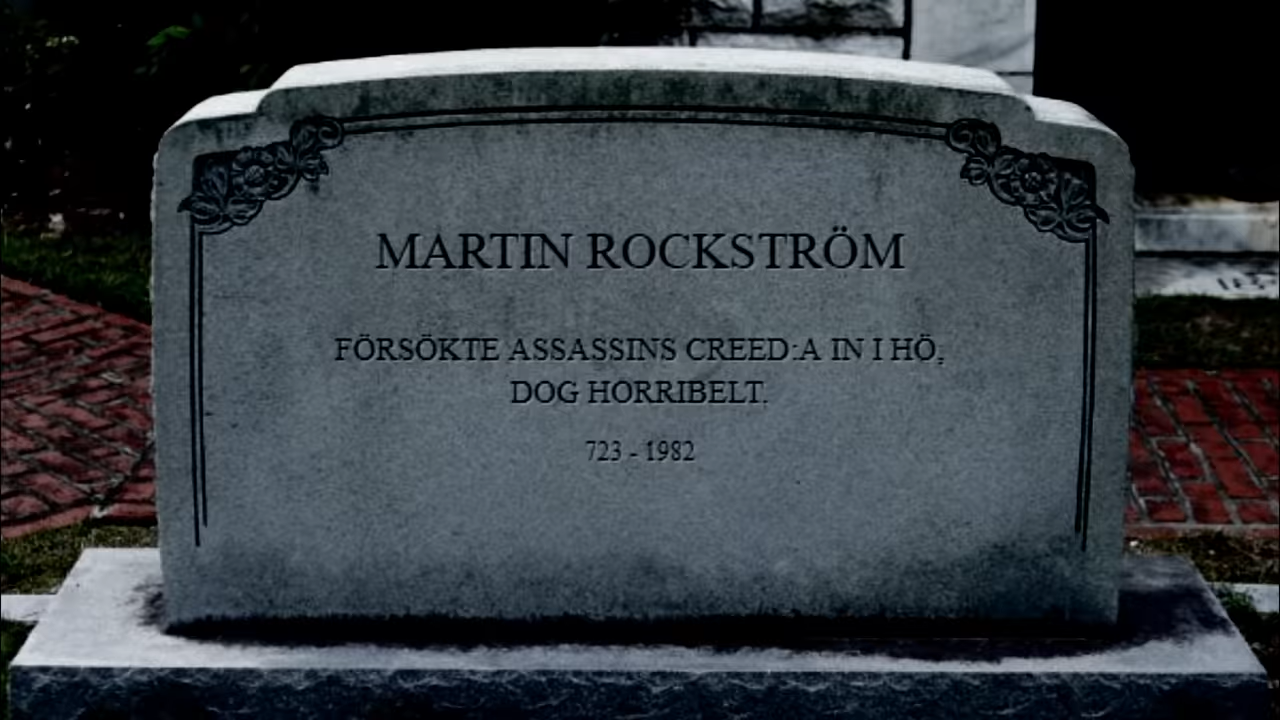 MARTIN ROCKSTRÖM
FÖRSÖKTE ASSASSINS CREED:A IN I HÖ,
DOG HORRIBELT.
723 - 1982